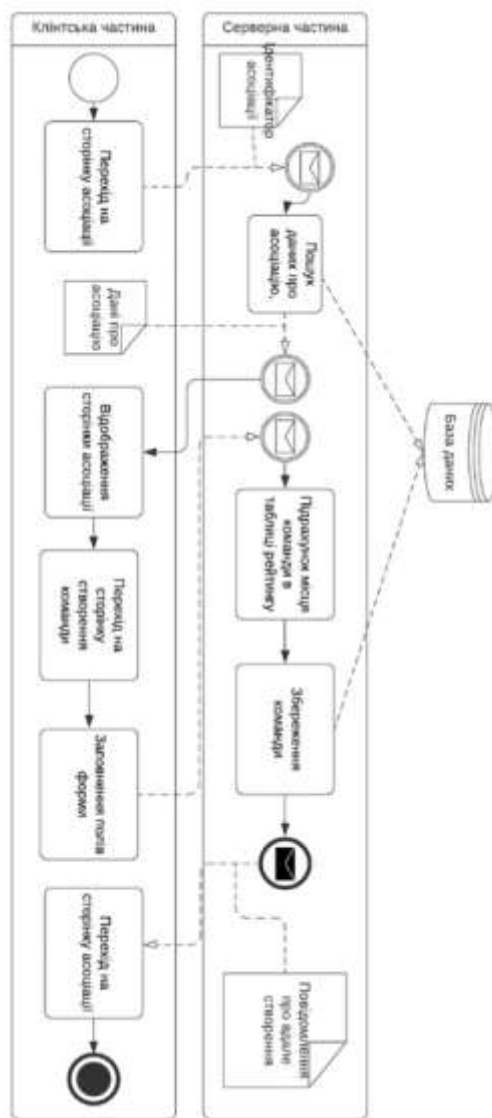 Клінтська частина
Перехід на
сторінку асоціації
Відображення
сторінки асоціації
Перехід на
сторінку
створення
команди
Заповнення полів
форми
Перехід на
сторінку асоціації
Серверна частина
Ідентифікатор
асоціації
Пошук
даних про
асоціацію.
Дані про
асоціацію
Підрахунок місця
команди в
таблиці рейтингу
Збереження
команди
Повідомлення
про вдале
створення
База даних